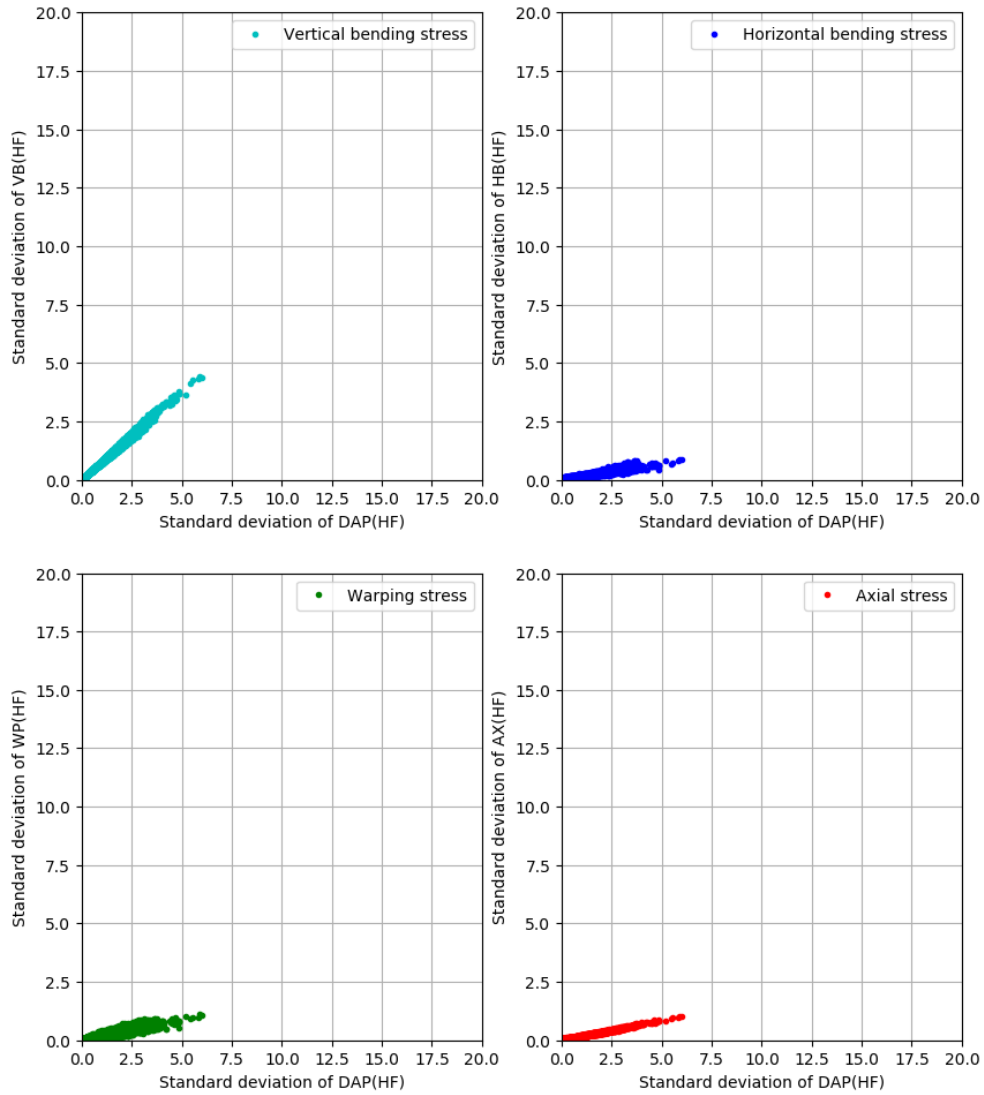 Vertical bending stress
Standard deviation of VB(HF)
20.0
17.5
15.0
12.5
10.0
7.5
5.0
2.5
0.0
0.0 2.5 5.0 7.5 10.0 12.5 15.0 17.5 20.0
Standard deviation of DAP(HF)
Horizontal bending stress
Standard deviation of HB(HF)
20.0
17.5
15.0
12.5
10.0
7.5
5.0
2.5
0.0
0.0 2.5 5.0 7.5 10.0 12.5 15.0 17.5 20.0
Standard deviation of DAP(HF)
Warping stress
Standard deviation of WP(HF)
20.0
17.5
15.0
12.5
10.0
7.5
5.0
2.5
0.0
0.0 2.5 5.0 7.5 10.0 12.5 15.0 17.5 20.0
Standard deviation of DAP(HF)
Axial stress
Standard deviation of AX(HF)
20.0
17.5
15.0
12.5
10.0
7.5
5.0
2.5
0.0
0.0 2.5 5.0 7.5 10.0 12.5 15.0 17.5 20.0
Standard deviation of DAP(HF)